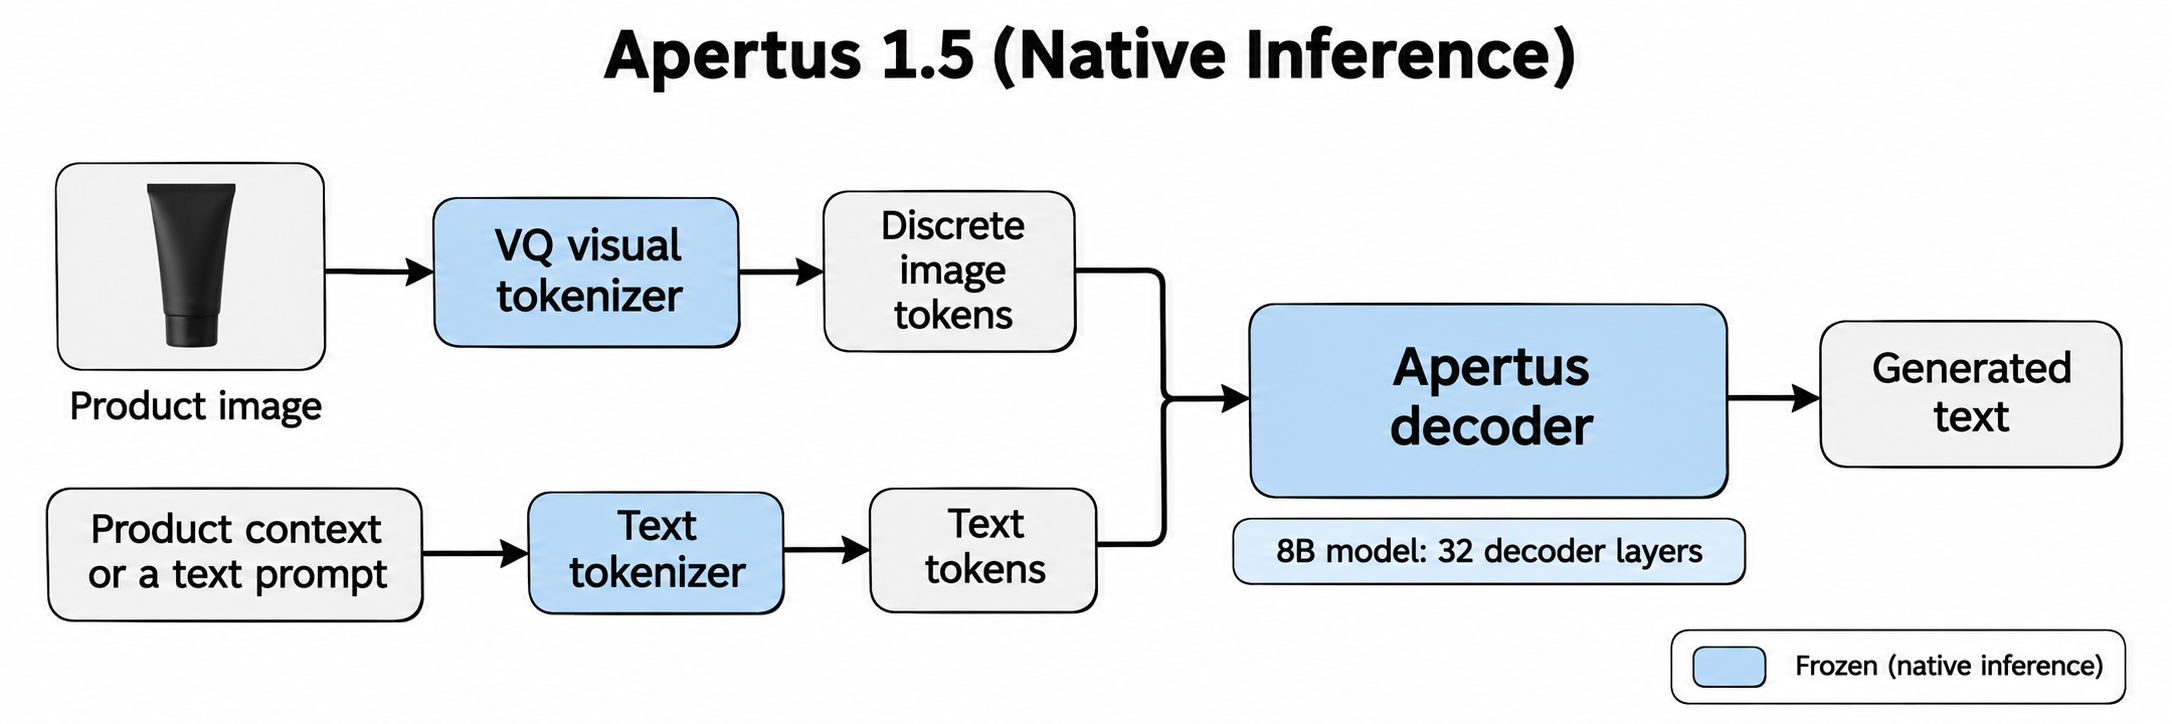 Apertus 1.5 (Native Inference)
Product image
VQ visual
tokenizer
Discrete
image
tokens
Product context
or a text prompt
Text
tokenizer
Text
tokens
Apertus
decoder
8B model: 32 decoder layers
Generated
text
Frozen (native inference)